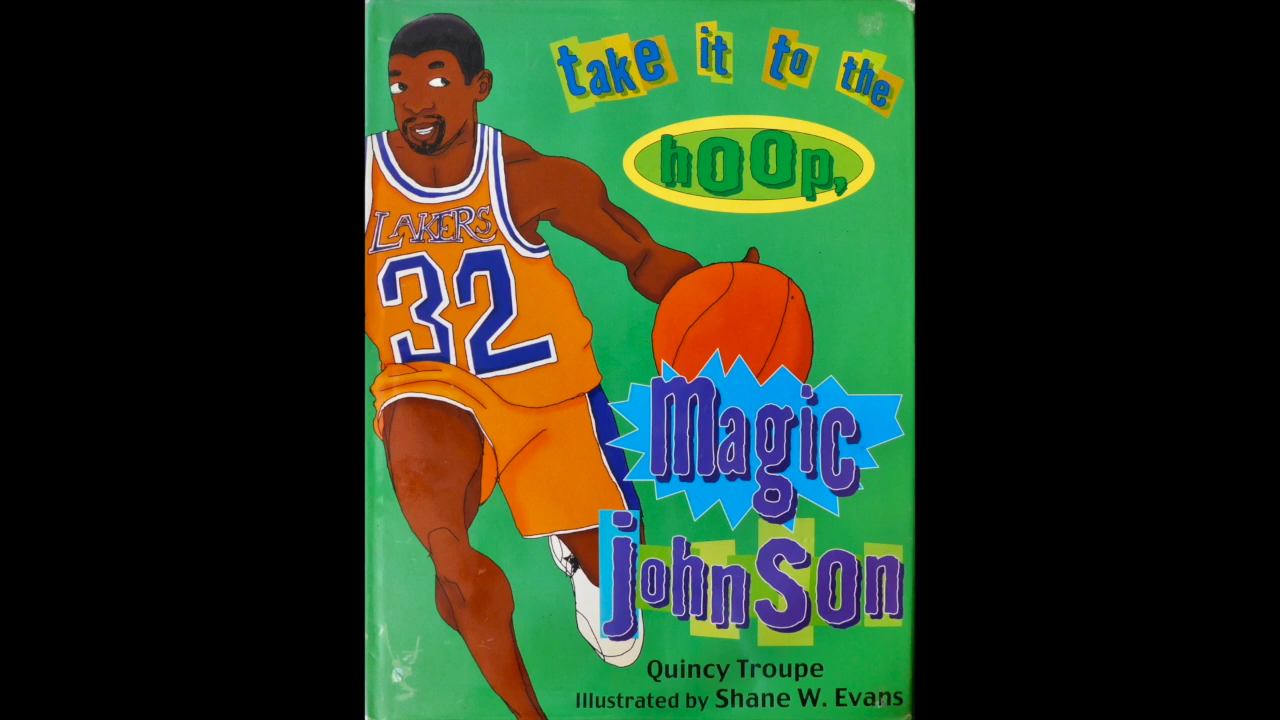 take it to the
hoop,
LAKERS
32
Magic
johnSon
Quincy Troupe
Illustrated by Shane W. Evans